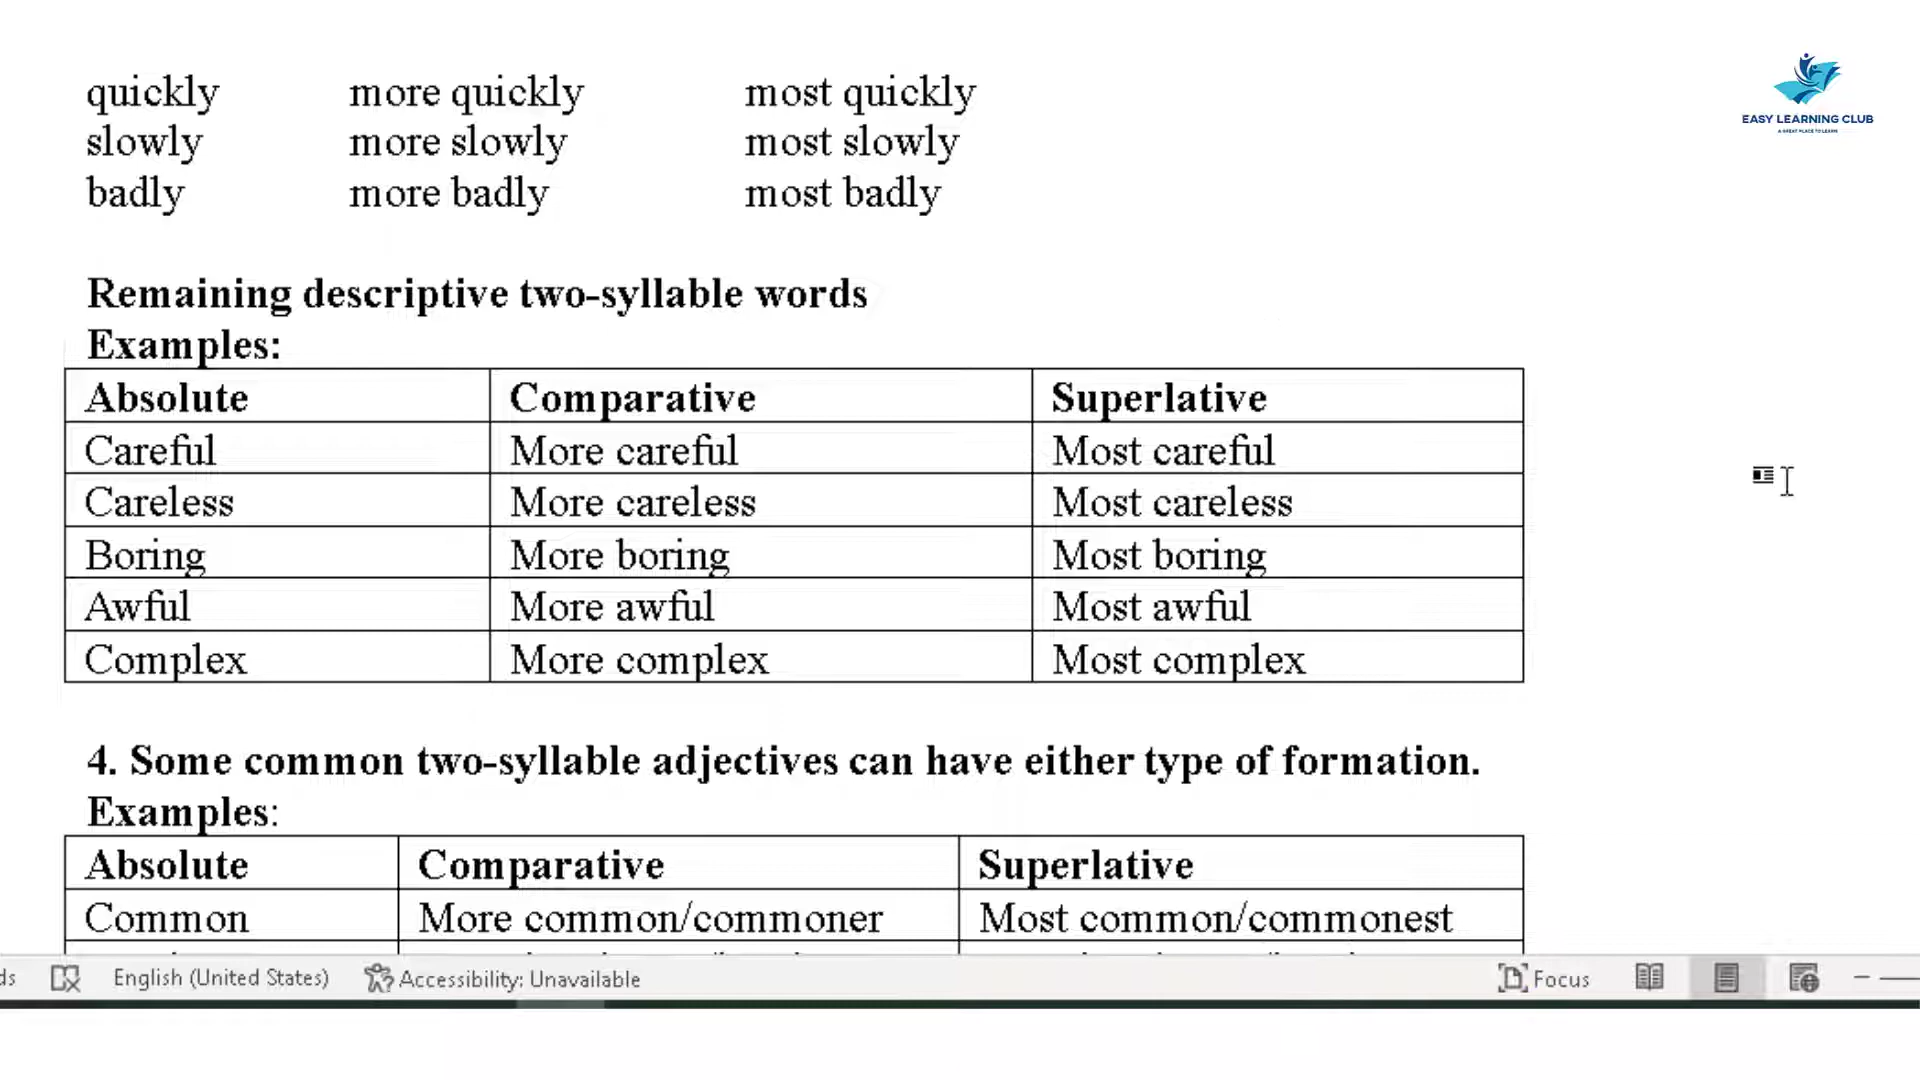 quickly more quickly most quickly
slowly more slowly most slowly
badly more badly most badly
EASY LEARNING CLUB
A GREAT PLACE TO LEARN
Remaining descriptive two-syllable words
Examples:
Absolute Comparative Superlative
Careful More careful Most careful
Careless More careless Most careless
Boring More boring Most boring
Awful More awful Most awful
Complex More complex Most complex
4. Some common two-syllable adjectives can have either type of formation.
Examples:
Absolute Comparative Superlative
Common More common/commoner Most common/commonest
English (United States) Accessibility: Unavailable Focus